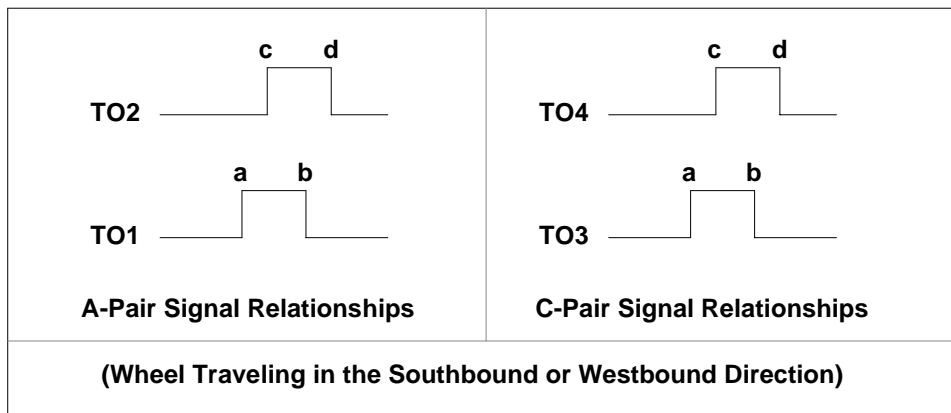 c d c d
TO2 TO4
a b a b
TO1 TO3
A-Pair Signal Relationships C-Pair Signal Relationships
(Wheel Traveling in the Southbound or Westbound Direction)